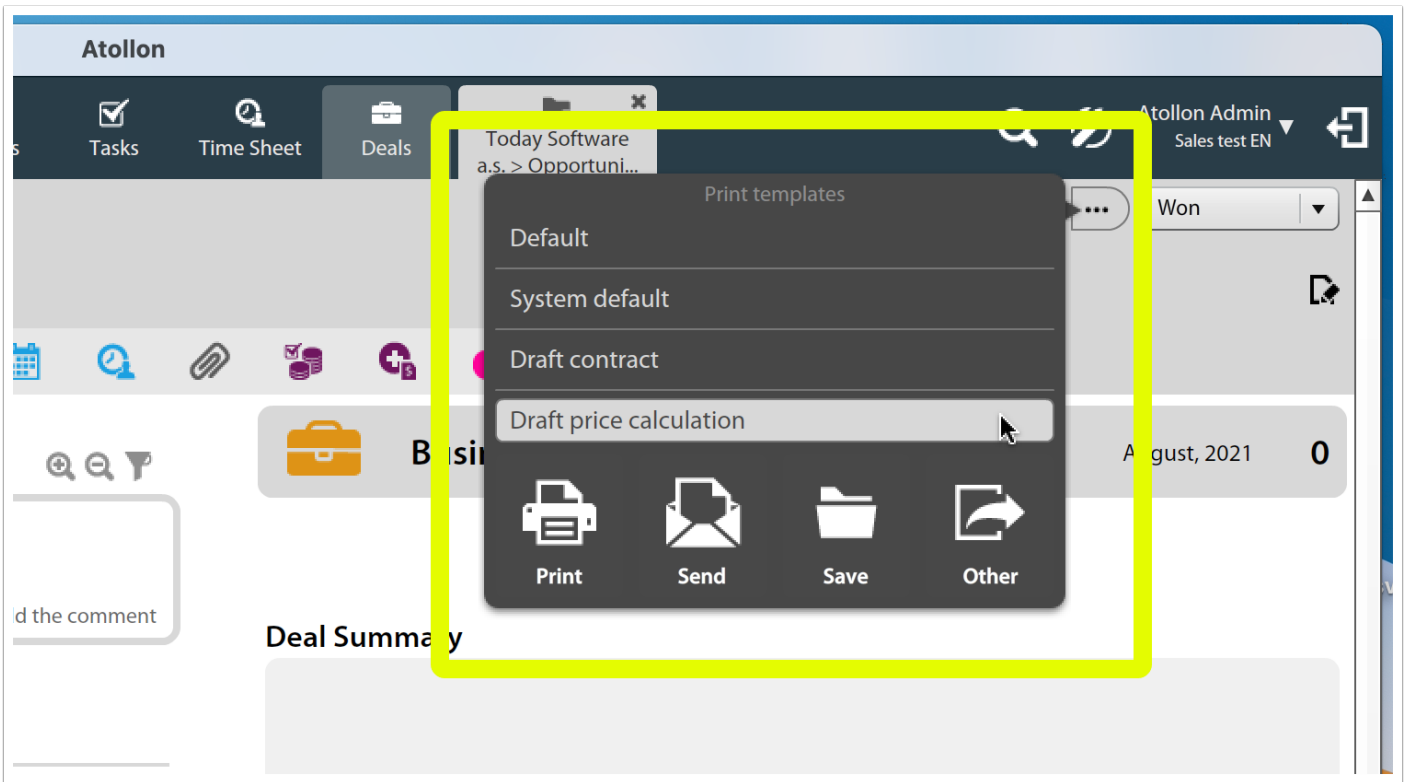 Atollon
s
Tasks
Time Sheet
Deals
Today Software
a.s. > Opportuni...
Atollon Admin
Sales test EN
Print templates
Default
System default
Draft contract
Draft price calculation
Print
Send
Save
Other
Won
August, 2021
0
d the comment
Deal Summary